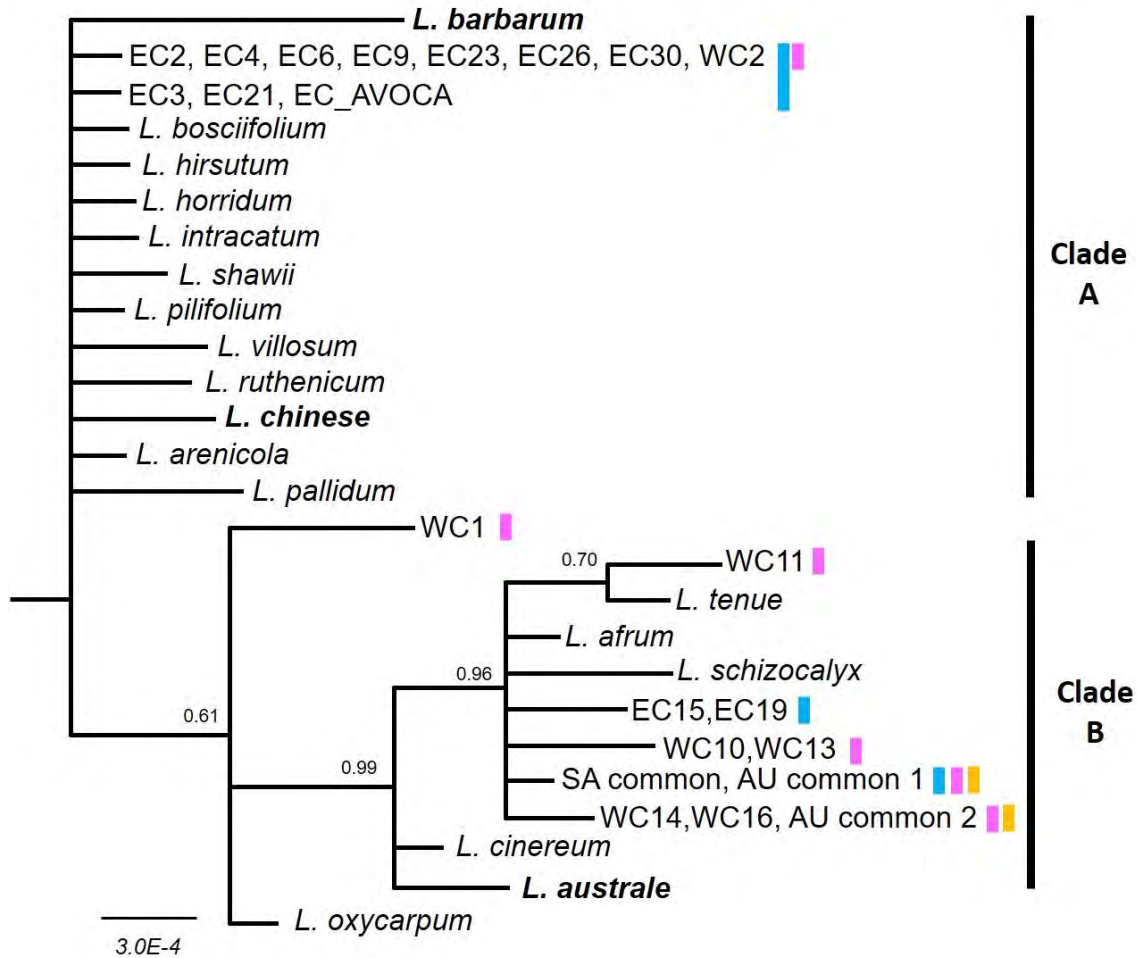 L. barbarum
EC2, EC4, EC6, EC9, EC23, EC26, EC30, WC2
EC3, EC21, EC_AVOCA
L. bosciifolium
L. hirsutum
L. horridum
L. intracatum
L. shawii
L. pilifolium
L. villosum
L. ruthenicum
L. chinese
L. arenicola
L. pallidum
Clade
A
WC1
0.70
WC11
L. tenue
L. afrum
0.96
L. schizocalyx
0.61
EC15,EC19
WC10,WC13
0.99
SA common, AU common 1
WC14,WC16, AU common 2
L. cinereum
L. australe
L. oxycarpum
Clade
B
3.0E-4